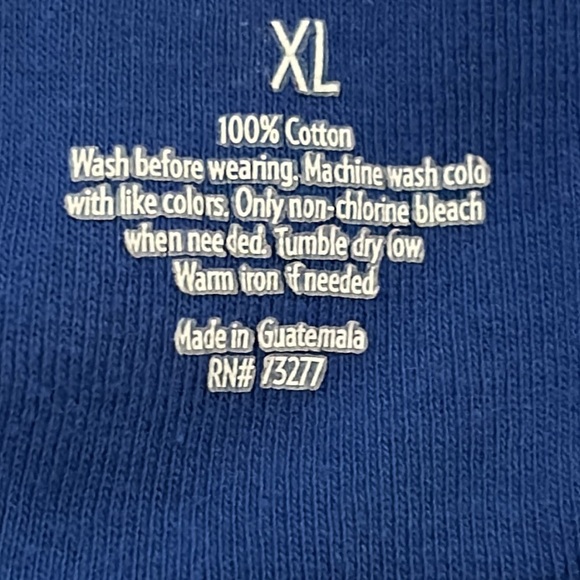 XL
100% Cotton
Wash before wearing. Machine wash cold
with like colors. Only non-chlorine bleach
when needed. Tumble dry low.
Warm iron if needed.
Made in Guatemala
RN# 73277